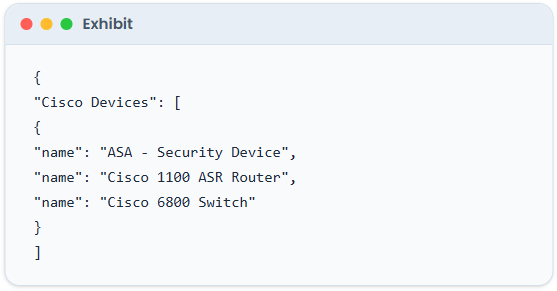 Exhibit
{
"Cisco Devices": [
{
"name": "ASA - Security Device",
"name": "Cisco 1100 ASR Router",
"name": "Cisco 6800 Switch"
}
]